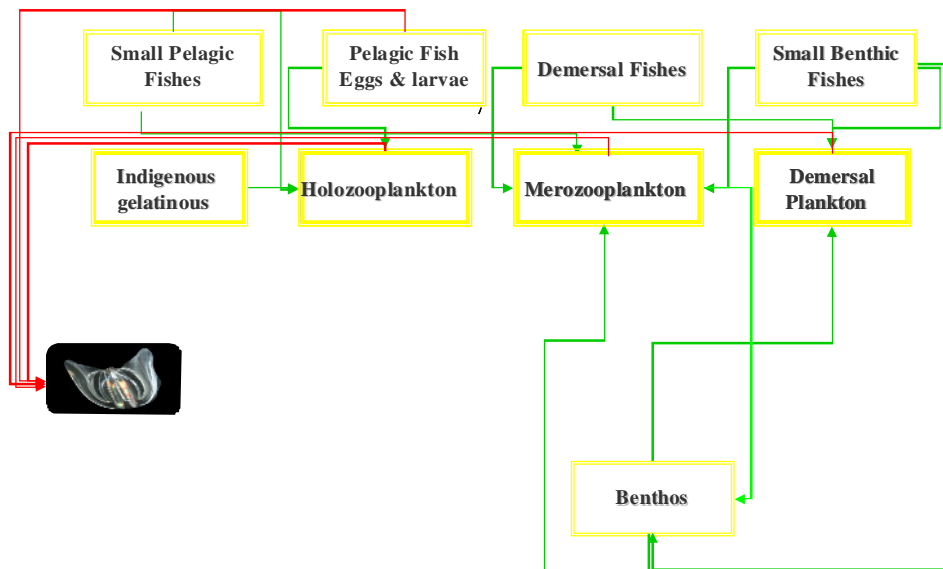 Small Pelagic
Fishes
Pelagic Fish
Eggs & larvae
Demersal Fishes
Small Benthic
Fishes
Indigenous
gelatinous
Holozooplankton
Merozooplankton
Demersal
Plankton
Benthos